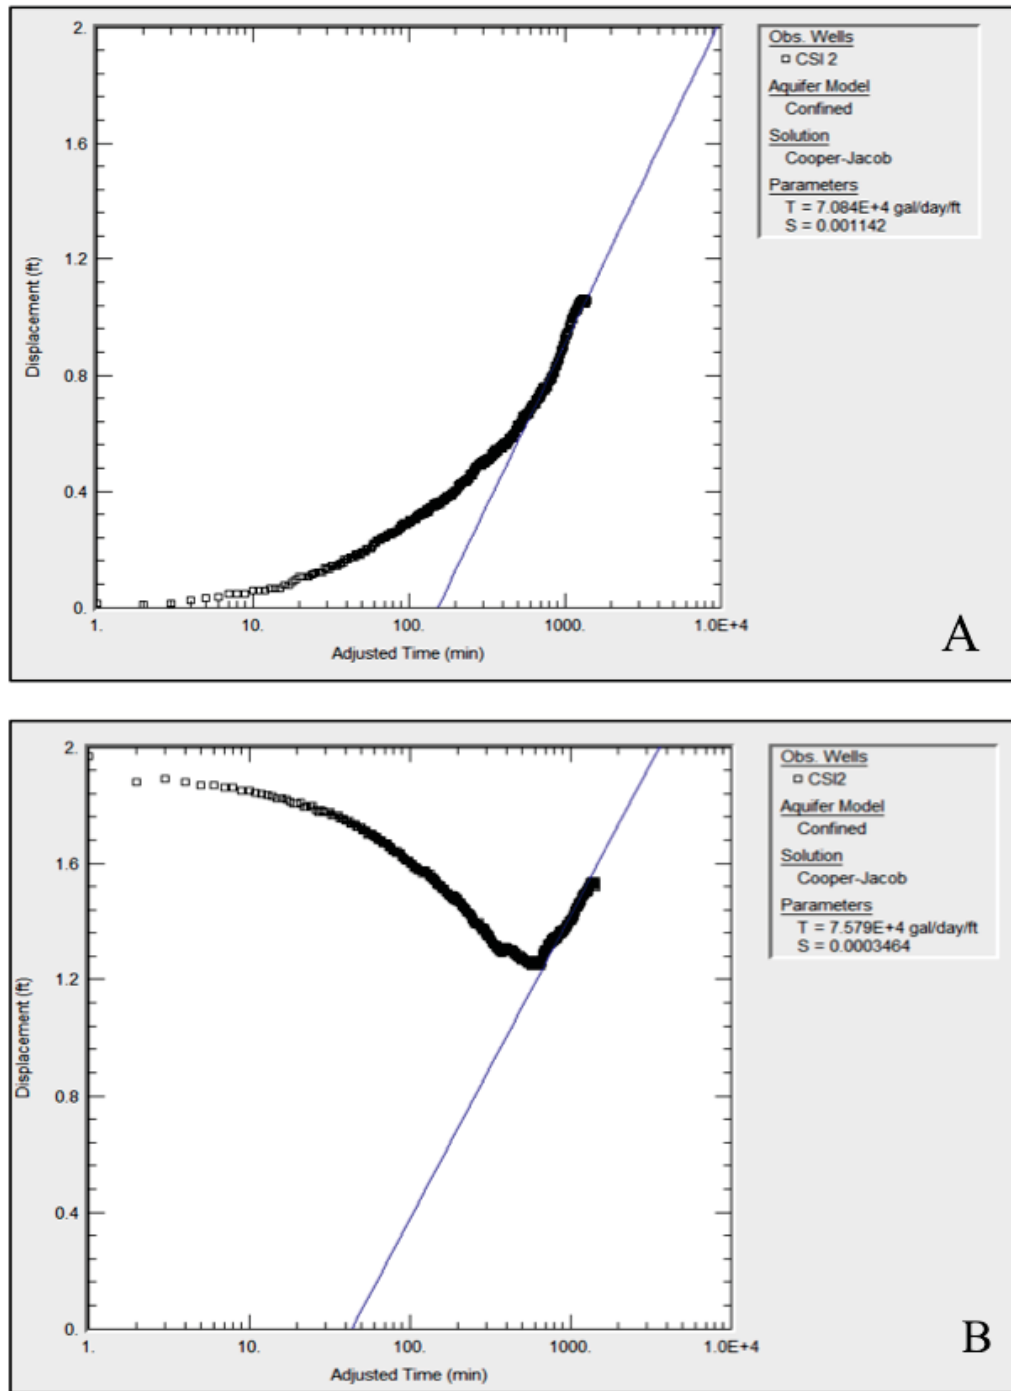 2.
1.6
1.2
0.8
0.4
0.
Displacement (ft)
1. 10. 100. 1000. 1.0E+4
Adjusted Time (min)
Obs. Wells
CSI 2
Aquifer Model
Confined
Solution
Cooper-Jacob
Parameters
T = 7.084E+4 gal/day/ft
S = 0.001142
A
2.
1.6
1.2
0.8
0.4
0.
Displacement (ft)
1. 10. 100. 1000. 1.0E+4
Adjusted Time (min)
Obs. Wells
CSI2
Aquifer Model
Confined
Solution
Cooper-Jacob
Parameters
T = 7.579E+4 gal/day/ft
S = 0.0003464
B